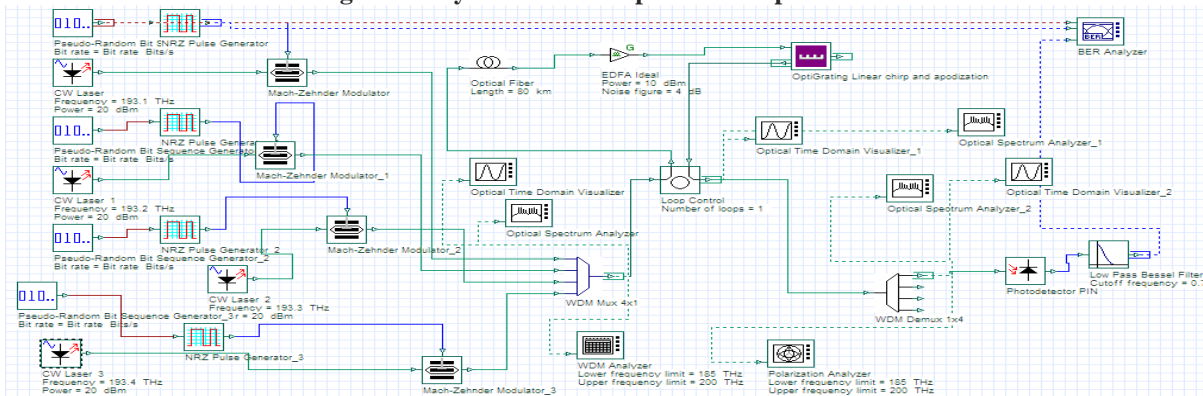 Pseudo-Random Bit SNRZ Pulse Generator
Bit rate = Bit rate Bits/s
CW Laser
Frequency = 193.1 THz
Power = 20 dBm
Mach-Zehnder Modulator
NRZ Pulse Genera
Pseudo-Random Bit Sequence Generator
Bit rate = Bit rate Bits/s
Mach-Zehnder Modulator_1
CW Laser 1
Frequency = 193.2 THz
Power = 20 dBm
NRZ Pulse Generator_2
Pseudo-Random Bit Sequence Generator_2
Bit rate = Bit rate Bits/s
Mach-Zehnder Modulator_2
CW Laser 2
Frequency = 193.3 THz
Pseudo-Random Bit Sequence Generator_3r = 20 dBm
Bit rate = Bit rate Bits/s
NRZ Pulse Generator_3
CW Laser 3
Frequency = 193.4 THz
Power = 20 dBm
Mach-Zehnder Modulator_3
Optical Fiber
Length = 80 km
EDFA Ideal
Power = 10 dBm
Noise figure = 4 dB
OptiGrating Linear chirp and apodization
BER Analyzer
Optical Time Domain Visualizer
Optical Spectrum Analyzer
WDM Mux 4x1
Loop Control
Number of loops = 1
Optical Time Domain Visualizer_1
Optical Spectrum Analyzer_1
Optical Spectrum Analyzer_2
Optical Time Domain Visualizer_2
WDM Demux 1x4
Photodetector PIN
Low Pass Bessel Filter
Cutoff frequency = 0.7
WDM Analyzer
Lower frequency limit = 185 THz
Upper frequency limit = 200 THz
Polarization Analyzer
Lower frequency limit = 185 THz
Upper frequency limit = 200 THz